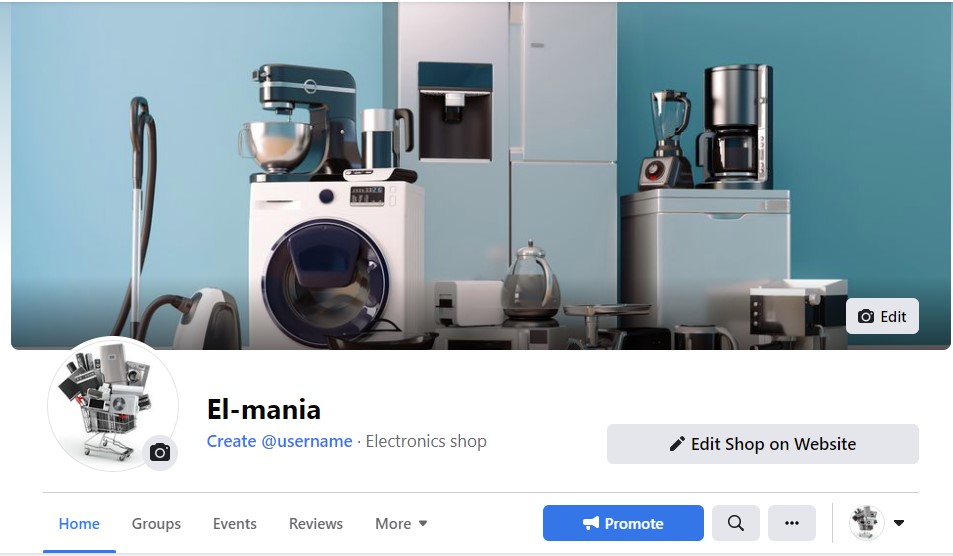 Edit
El-mania
Create @username · Electronics shop
Edit Shop on Website
Home Groups Events Reviews More
Promote